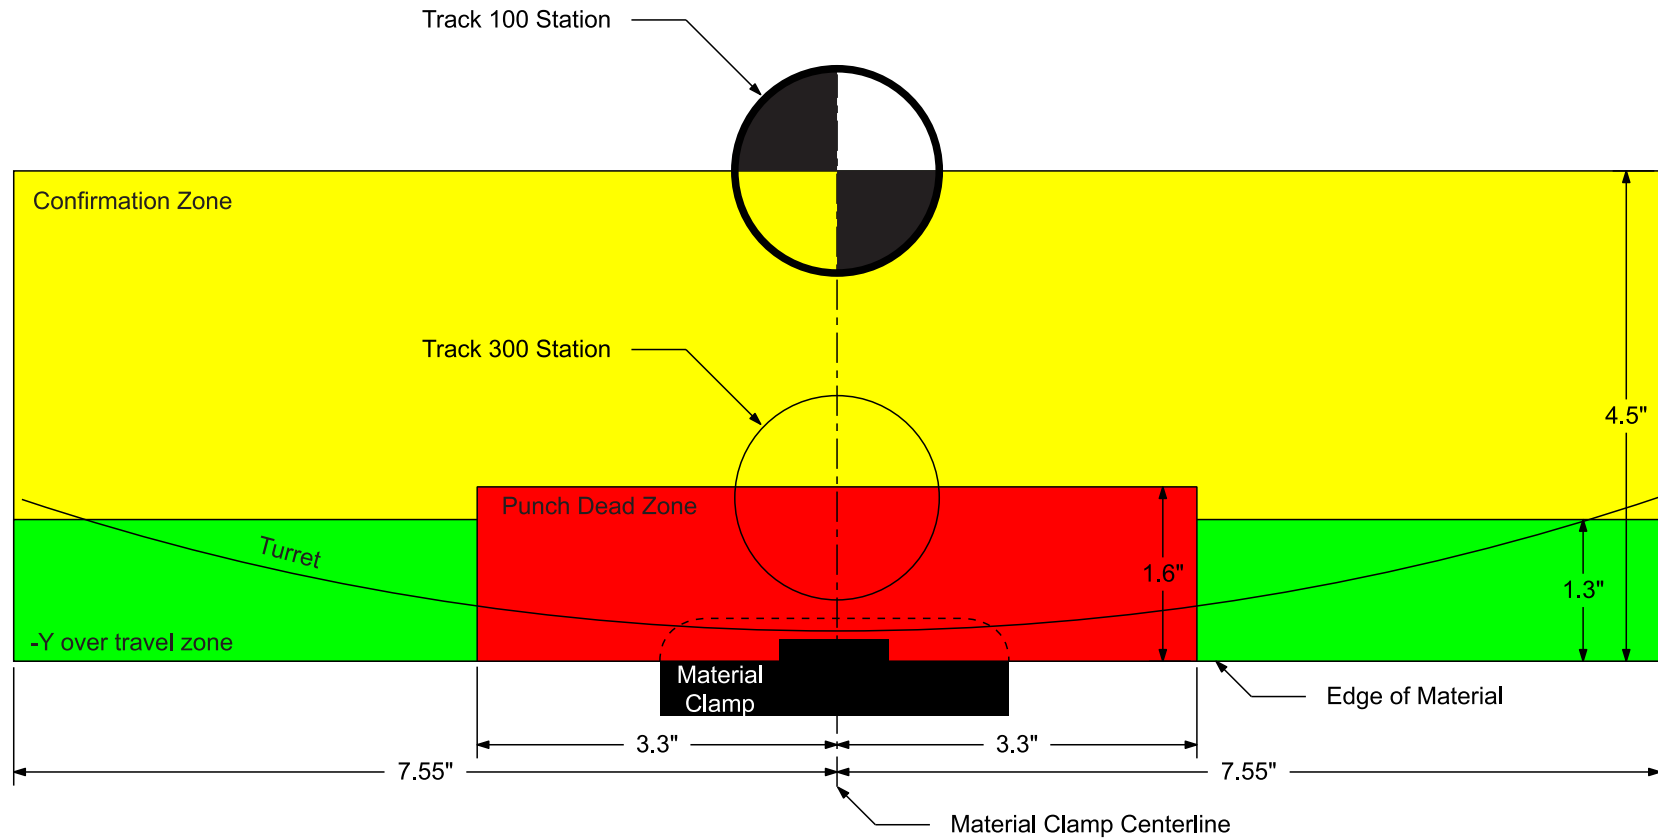 Track 100 Station
Confirmation Zone
Track 300 Station
4.5"
Punch Dead Zone
Turret
1.6"
1.3"
-Y over travel zone
Material
Clamp
Edge of Material
3.3"
3.3"
7.55"
7.55"
Material Clamp Centerline